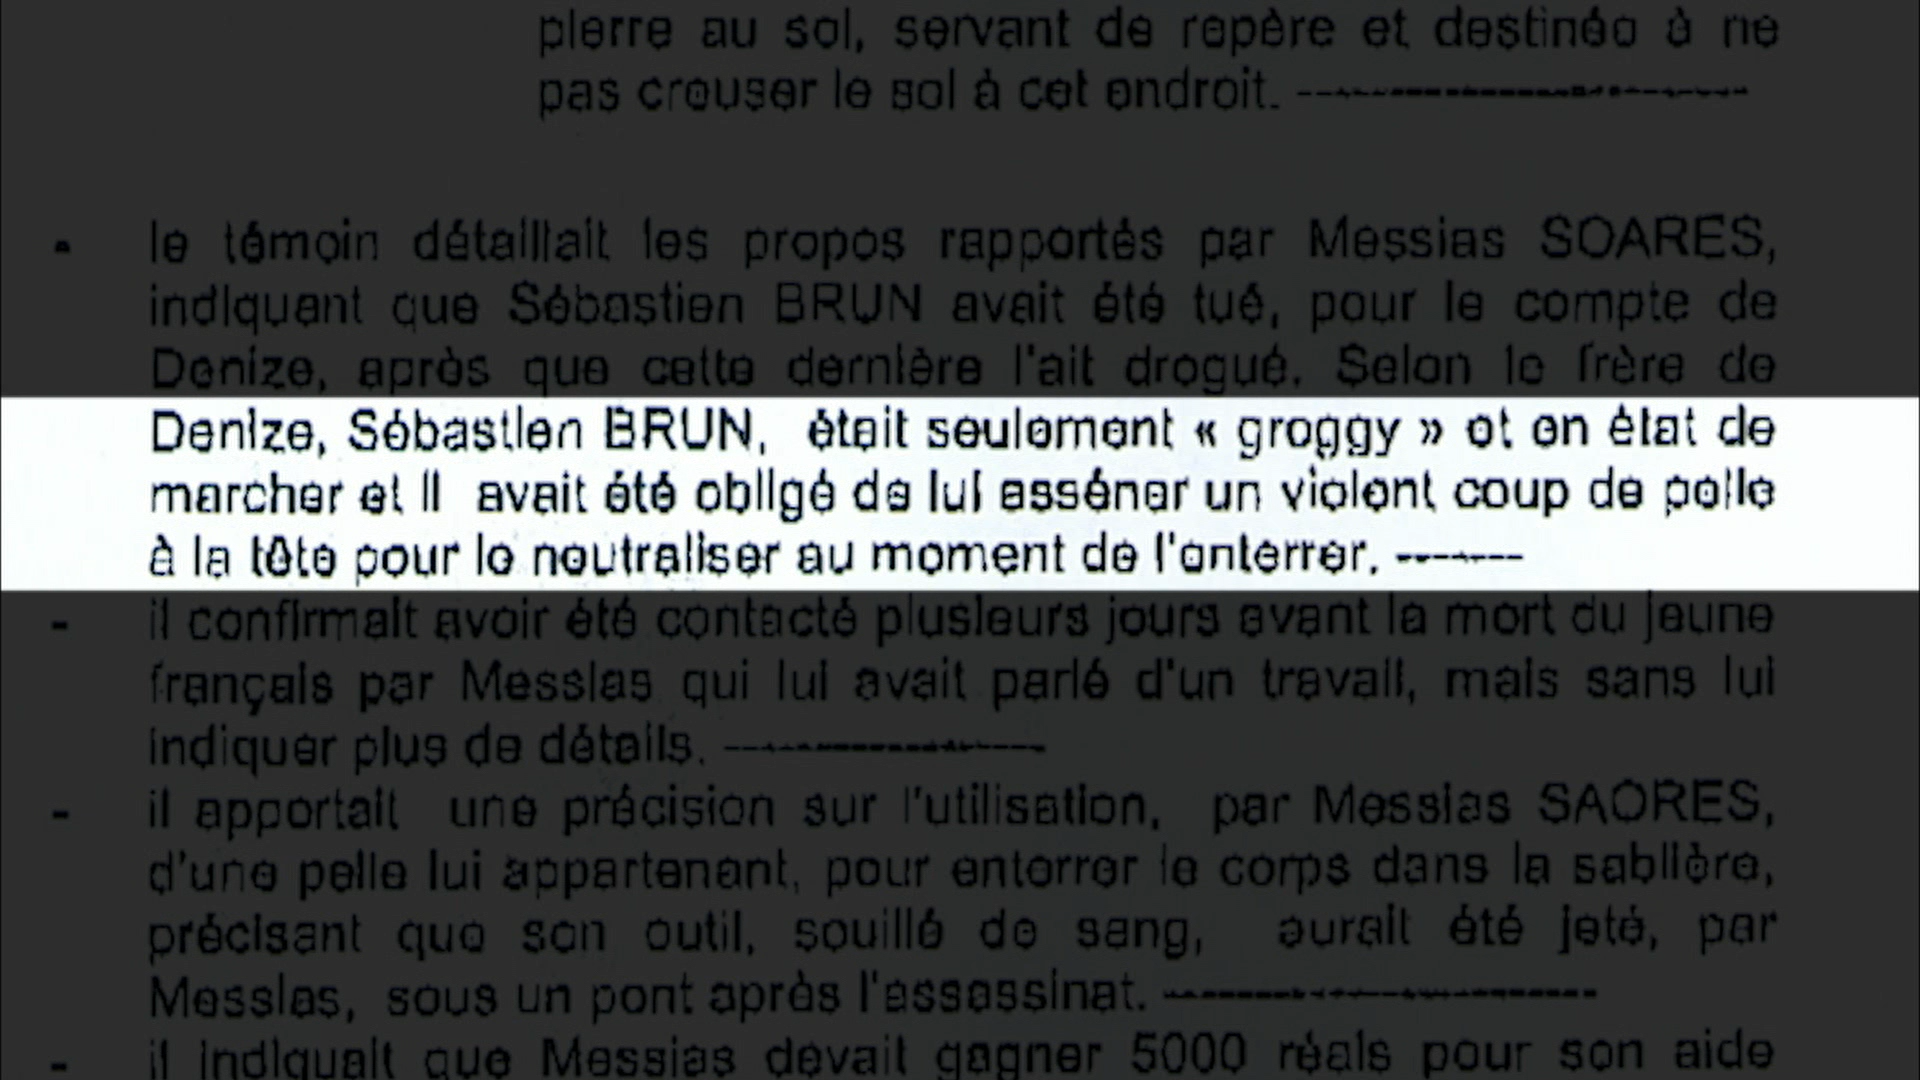 pierre au sol, servant de repère et destinée à ne
pas creuser le sol à cet endroit. ---------------
- le témoin détaillait les propos rapportés par Messias SOARES,
indiquant que Sébastien BRUN avait été tué, pour le compte de
Denize, après que cette dernière l'ait drogué. Selon le frère de
Denize, Sébastien BRUN, était seulement « groggy » et en état de
marcher et il avait été obligé de lui asséner un violent coup de pelle
à la tête pour le neutraliser au moment de l'enterrer. -------
- il confirmait avoir été contacté plusieurs jours avant la mort du jeune
français par Messias qui lui avait parlé d'un travail, mais sans lui
indiquer plus de détails. ---------------
- il apportait une précision sur l'utilisation, par Messias SAORES,
d'une pelle lui appartenant, pour enterrer le corps dans la sablière,
précisant que son outil, souillé de sang, aurait été jeté, par
Messias, sous un pont après l'assassinat. ---------------
- il indiquait que Messias devait gagner 5000 réals pour son aide